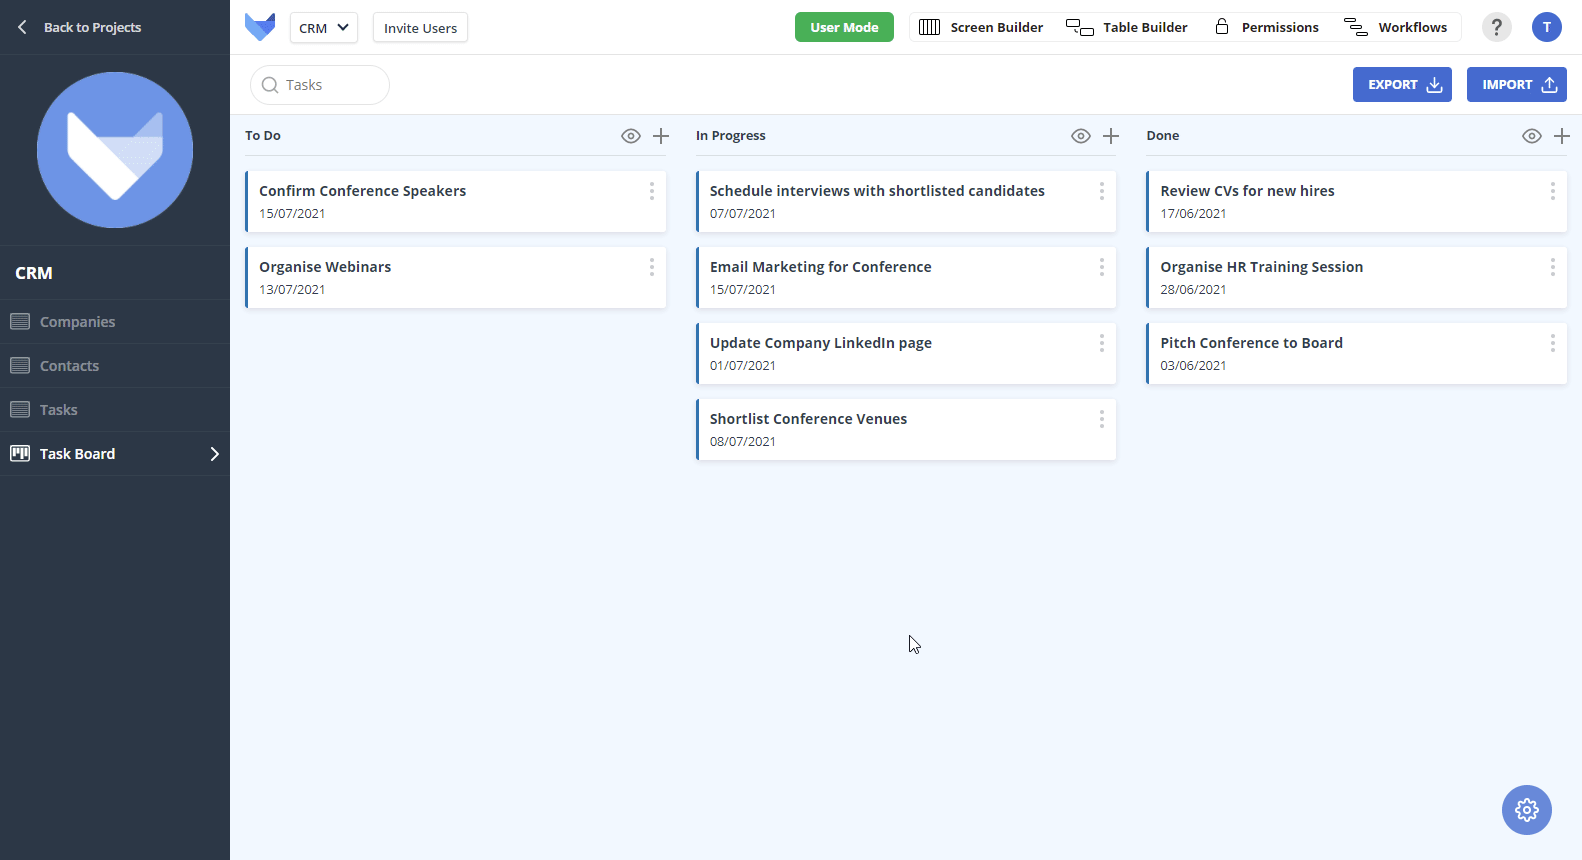 Back to Projects
CRM
Invite Users
User Mode
Screen Builder
Table Builder
Permissions
Workflows
?
T
Tasks
EXPORT
IMPORT
CRM
Companies
Contacts
Tasks
Task Board
To Do
Confirm Conference Speakers
15/07/2021
Organise Webinars
13/07/2021
In Progress
Schedule interviews with shortlisted candidates
07/07/2021
Email Marketing for Conference
15/07/2021
Update Company LinkedIn page
01/07/2021
Shortlist Conference Venues
08/07/2021
Done
Review CVs for new hires
17/06/2021
Organise HR Training Session
28/06/2021
Pitch Conference to Board
03/06/2021